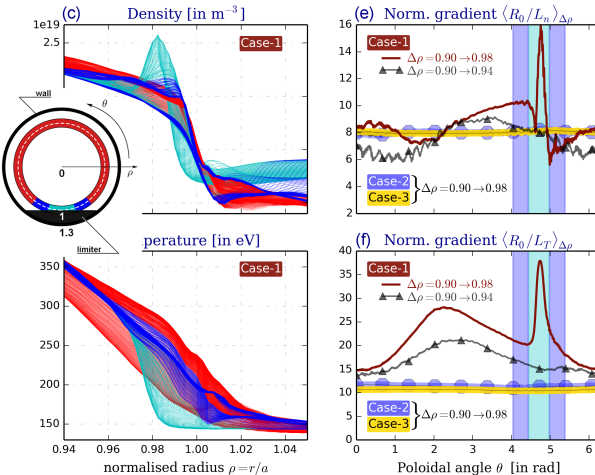 (c) Density [in m⁻³]
1e19
Case-1
wall
θ
ρ
0
1
1.3
limiter
perature [in eV]
Case-1
350
300
250
200
150
0.94 0.96 0.98 1.00 1.02 1.04
normalised radius ρ=r/a
(e) Norm. gradient ⟨R₀/Lₙ⟩Δρ
16
14
12
10
8
6
4
2
Case-1
Δρ=0.90→0.98
Δρ=0.90→0.94
Case-2
Case-3
} Δρ=0.90→0.98
(f) Norm. gradient ⟨R₀/L_T⟩Δρ
40
35
30
25
20
15
10
5
0
Case-1
Δρ=0.90→0.98
Δρ=0.90→0.94
Case-2
Case-3
} Δρ=0.90→0.98
0 1 2 3 4 5 6
Poloidal angle θ [in rad]